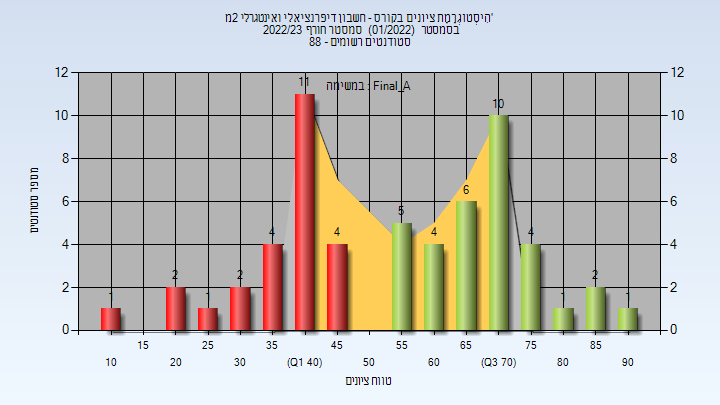 היסטוגרמת ציונים בקורס - חשבון דיפרנציאלי ואינטגרלי 2מ'
בסמסטר (01/2022) סמסטר חורף 2022/23
סטודנטים רשומים - 88
במשימה : Final_A
12 12
10 10
8 8
6 6
4 4
2 2
0 0
1 2 1 2 4 11 4 5 4 6 10 4 1 2 1
מספר סטודנטים
15 25 35 45 55 65 75 85
10 20 30 (Q1 40) 50 60 (Q3 70) 80 90
טווח ציונים